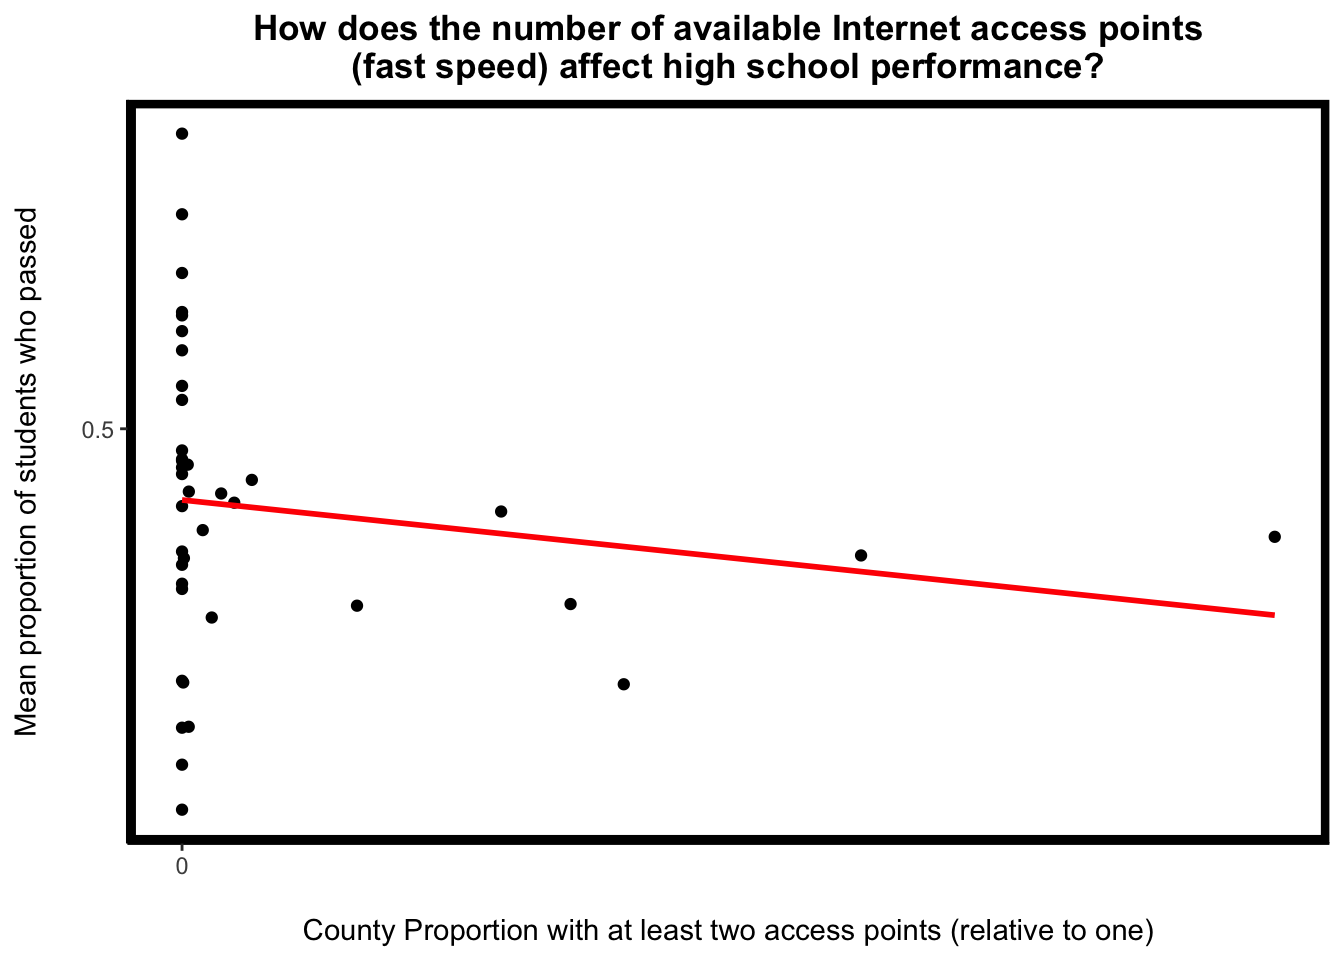 How does the number of available Internet access points
(fast speed) affect high school performance?
Mean proportion of students who passed
0.5
0
County Proportion with at least two access points (relative to one)